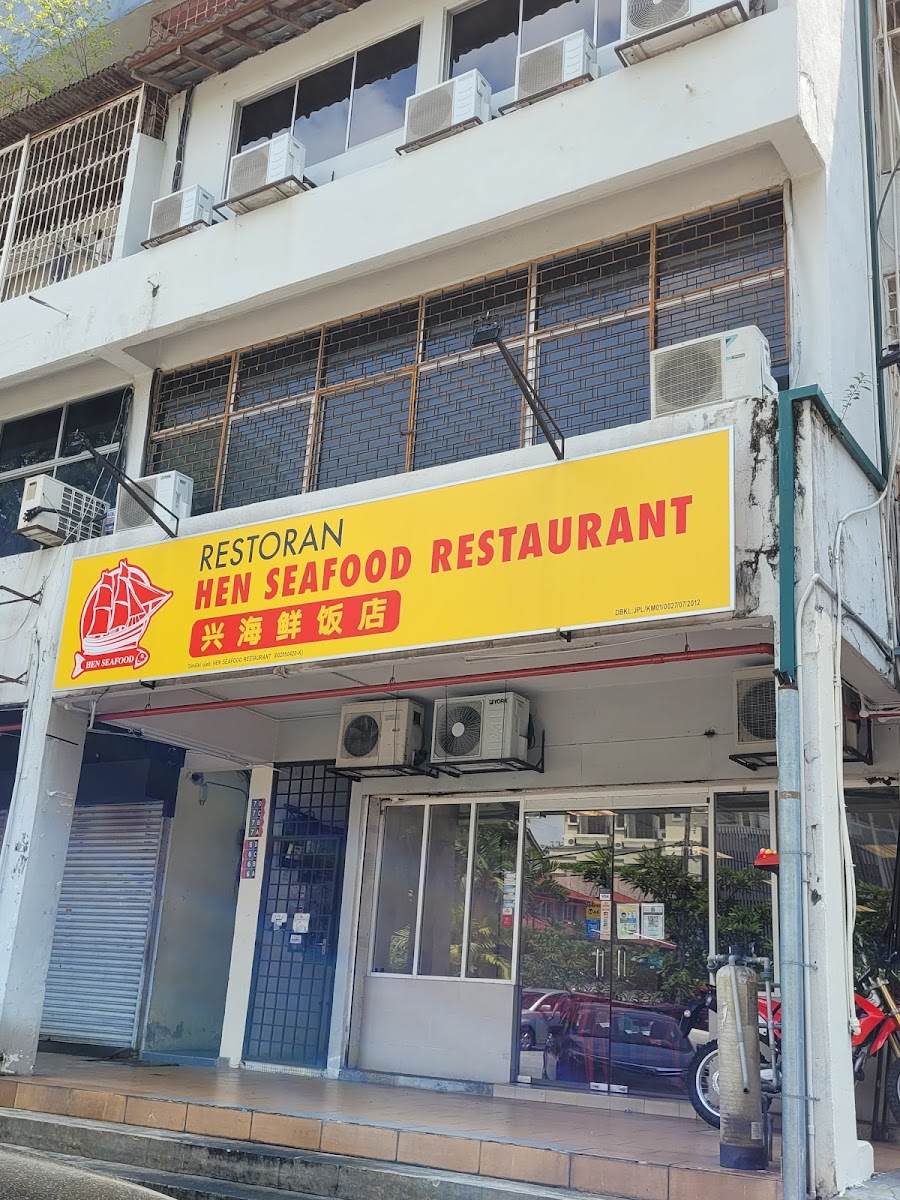 RESTORAN
HEN SEAFOOD RESTAURANT
兴海鲜饭店
HEN SEAFOOD
DBKL.JPL/KM01/0027/07/2012
YORK